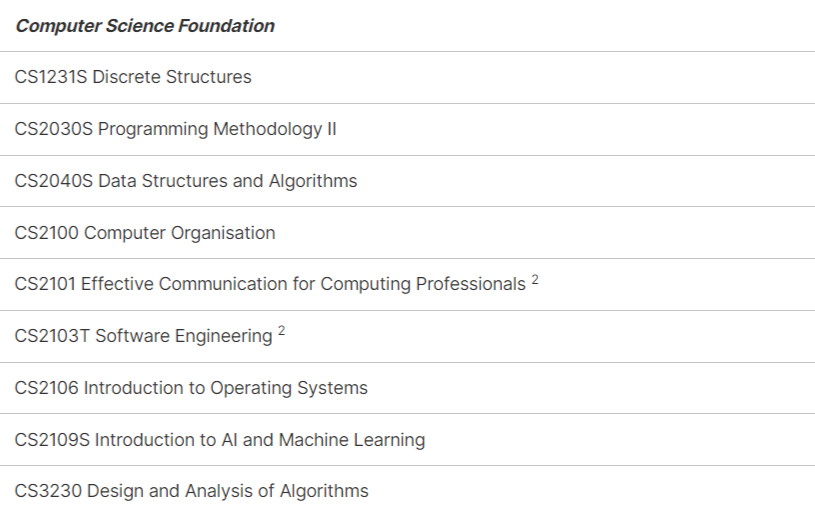 Computer Science Foundation
CS1231S Discrete Structures
CS2030S Programming Methodology II
CS2040S Data Structures and Algorithms
CS2100 Computer Organisation
CS2101 Effective Communication for Computing Professionals 2
CS2103T Software Engineering 2
CS2106 Introduction to Operating Systems
CS2109S Introduction to AI and Machine Learning
CS3230 Design and Analysis of Algorithms